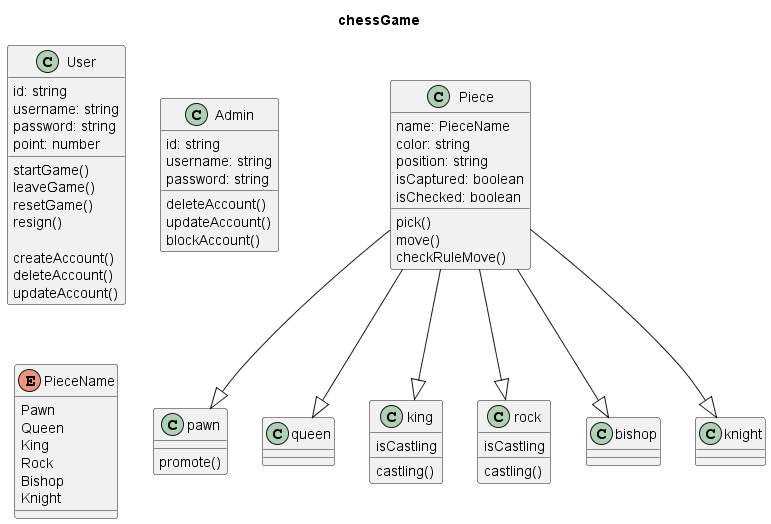 chessGame
C User
id: string
username: string
password: string
point: number
startGame()
leaveGame()
resetGame()
resign()
createAccount()
deleteAccount()
updateAccount()
C Admin
id: string
username: string
password: string
deleteAccount()
updateAccount()
blockAccount()
C Piece
name: PieceName
color: string
position: string
isCaptured: boolean
isChecked: boolean
pick()
move()
checkRuleMove()
E PieceName
Pawn
Queen
King
Rock
Bishop
Knight
C pawn
promote()
C queen
C king
isCastling
castling()
C rock
isCastling
castling()
C bishop
C knight